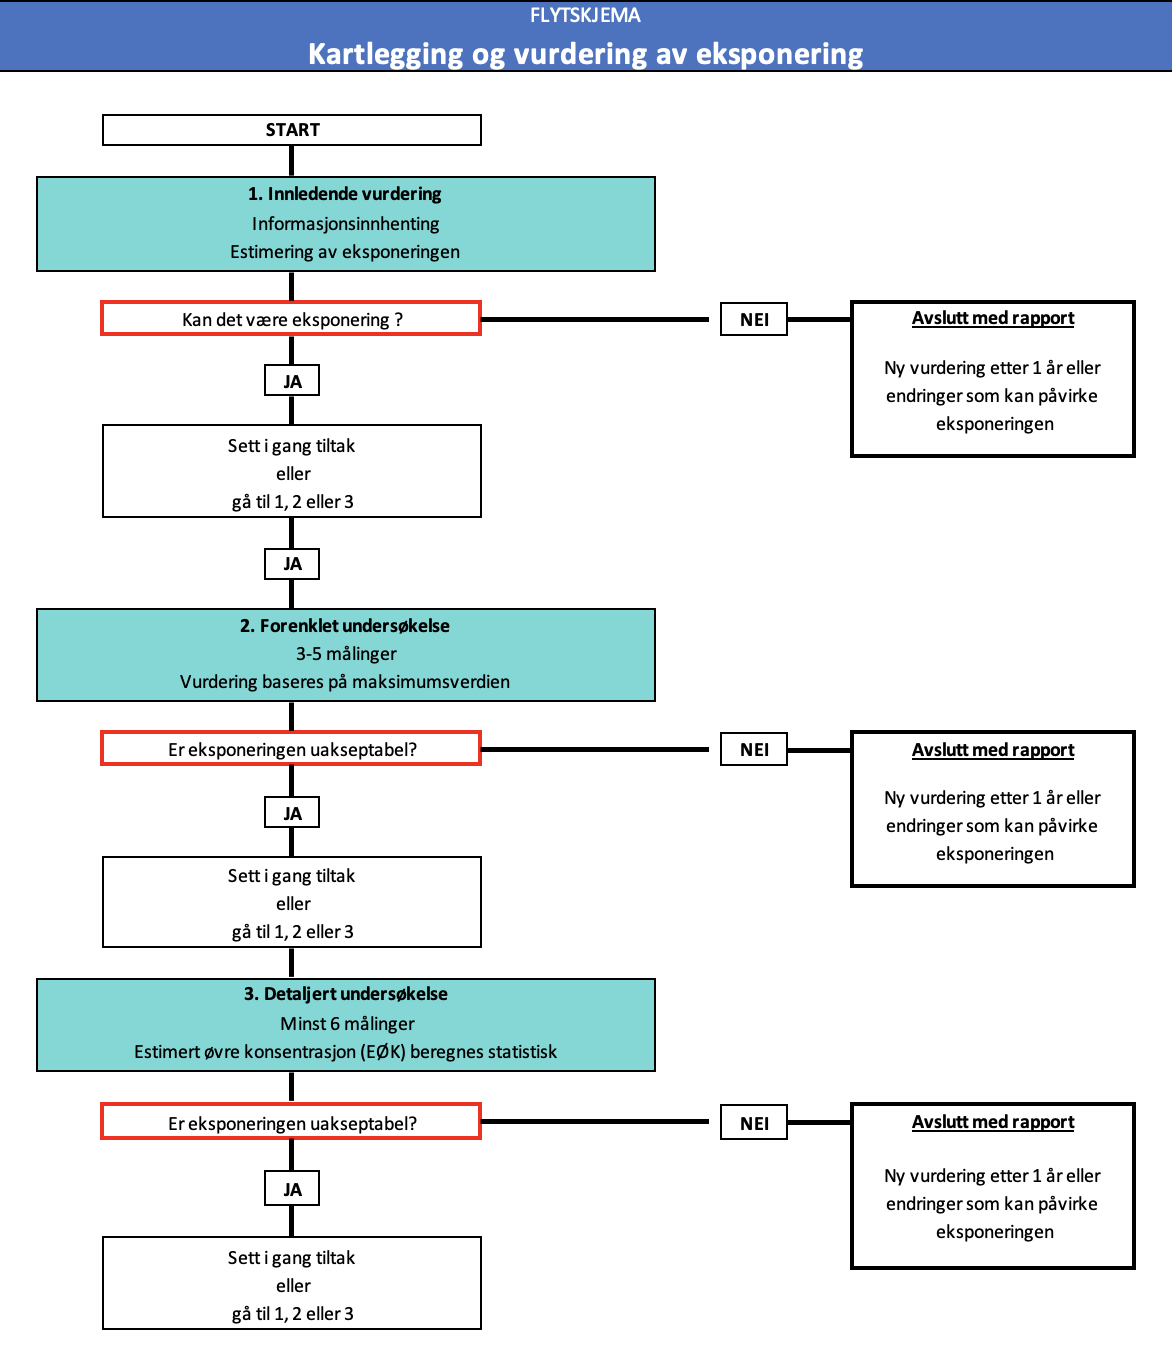 FLYTSKJEMA
Kartlegging og vurdering av eksponering
START
1. Innledende vurdering
Informasjonsinnhenting
Estimering av eksponeringen
Kan det være eksponering ?
NEI
Avslutt med rapport
Ny vurdering etter 1 år eller
endringer som kan påvirke
eksponeringen
JA
Sett i gang tiltak
eller
gå til 1, 2 eller 3
JA
2. Forenklet undersøkelse
3-5 målinger
Vurdering baseres på maksimumsverdien
Er eksponeringen uakseptabel?
NEI
Avslutt med rapport
Ny vurdering etter 1 år eller
endringer som kan påvirke
eksponeringen
JA
Sett i gang tiltak
eller
gå til 1, 2 eller 3
3. Detaljert undersøkelse
Minst 6 målinger
Estimert øvre konsentrasjon (EØK) beregnes statistisk
Er eksponeringen uakseptabel?
NEI
Avslutt med rapport
Ny vurdering etter 1 år eller
endringer som kan påvirke
eksponeringen
JA
Sett i gang tiltak
eller
gå til 1, 2 eller 3